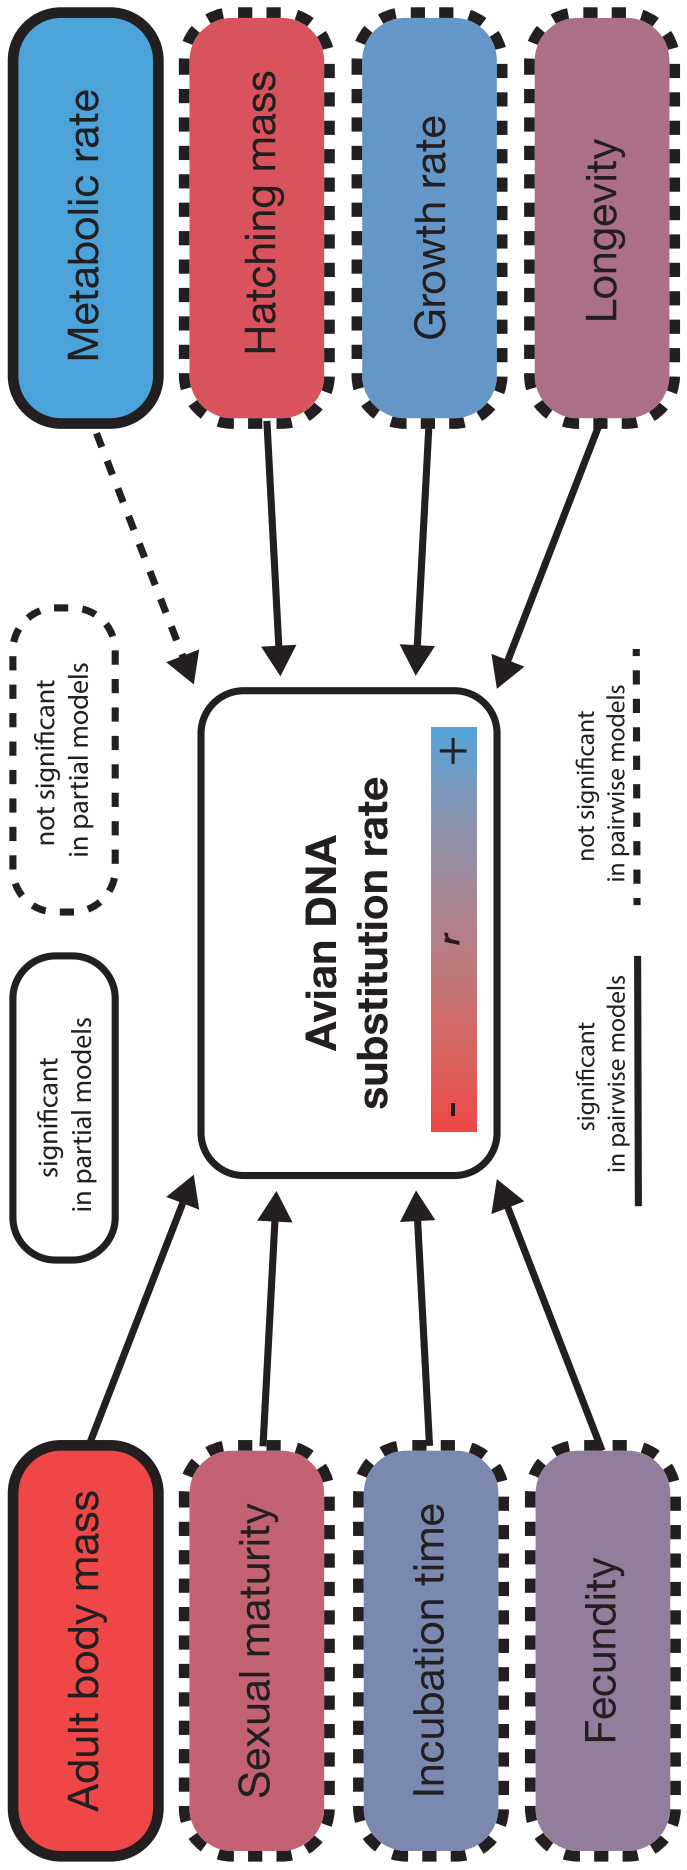 Adult body mass
Sexual maturity
Incubation time
Fecundity
significant
in partial models
not significant
in partial models
Avian DNA
substitution rate
- r +
significant
in pairwise models
not significant
in pairwise models
Metabolic rate
Hatching mass
Growth rate
Longevity